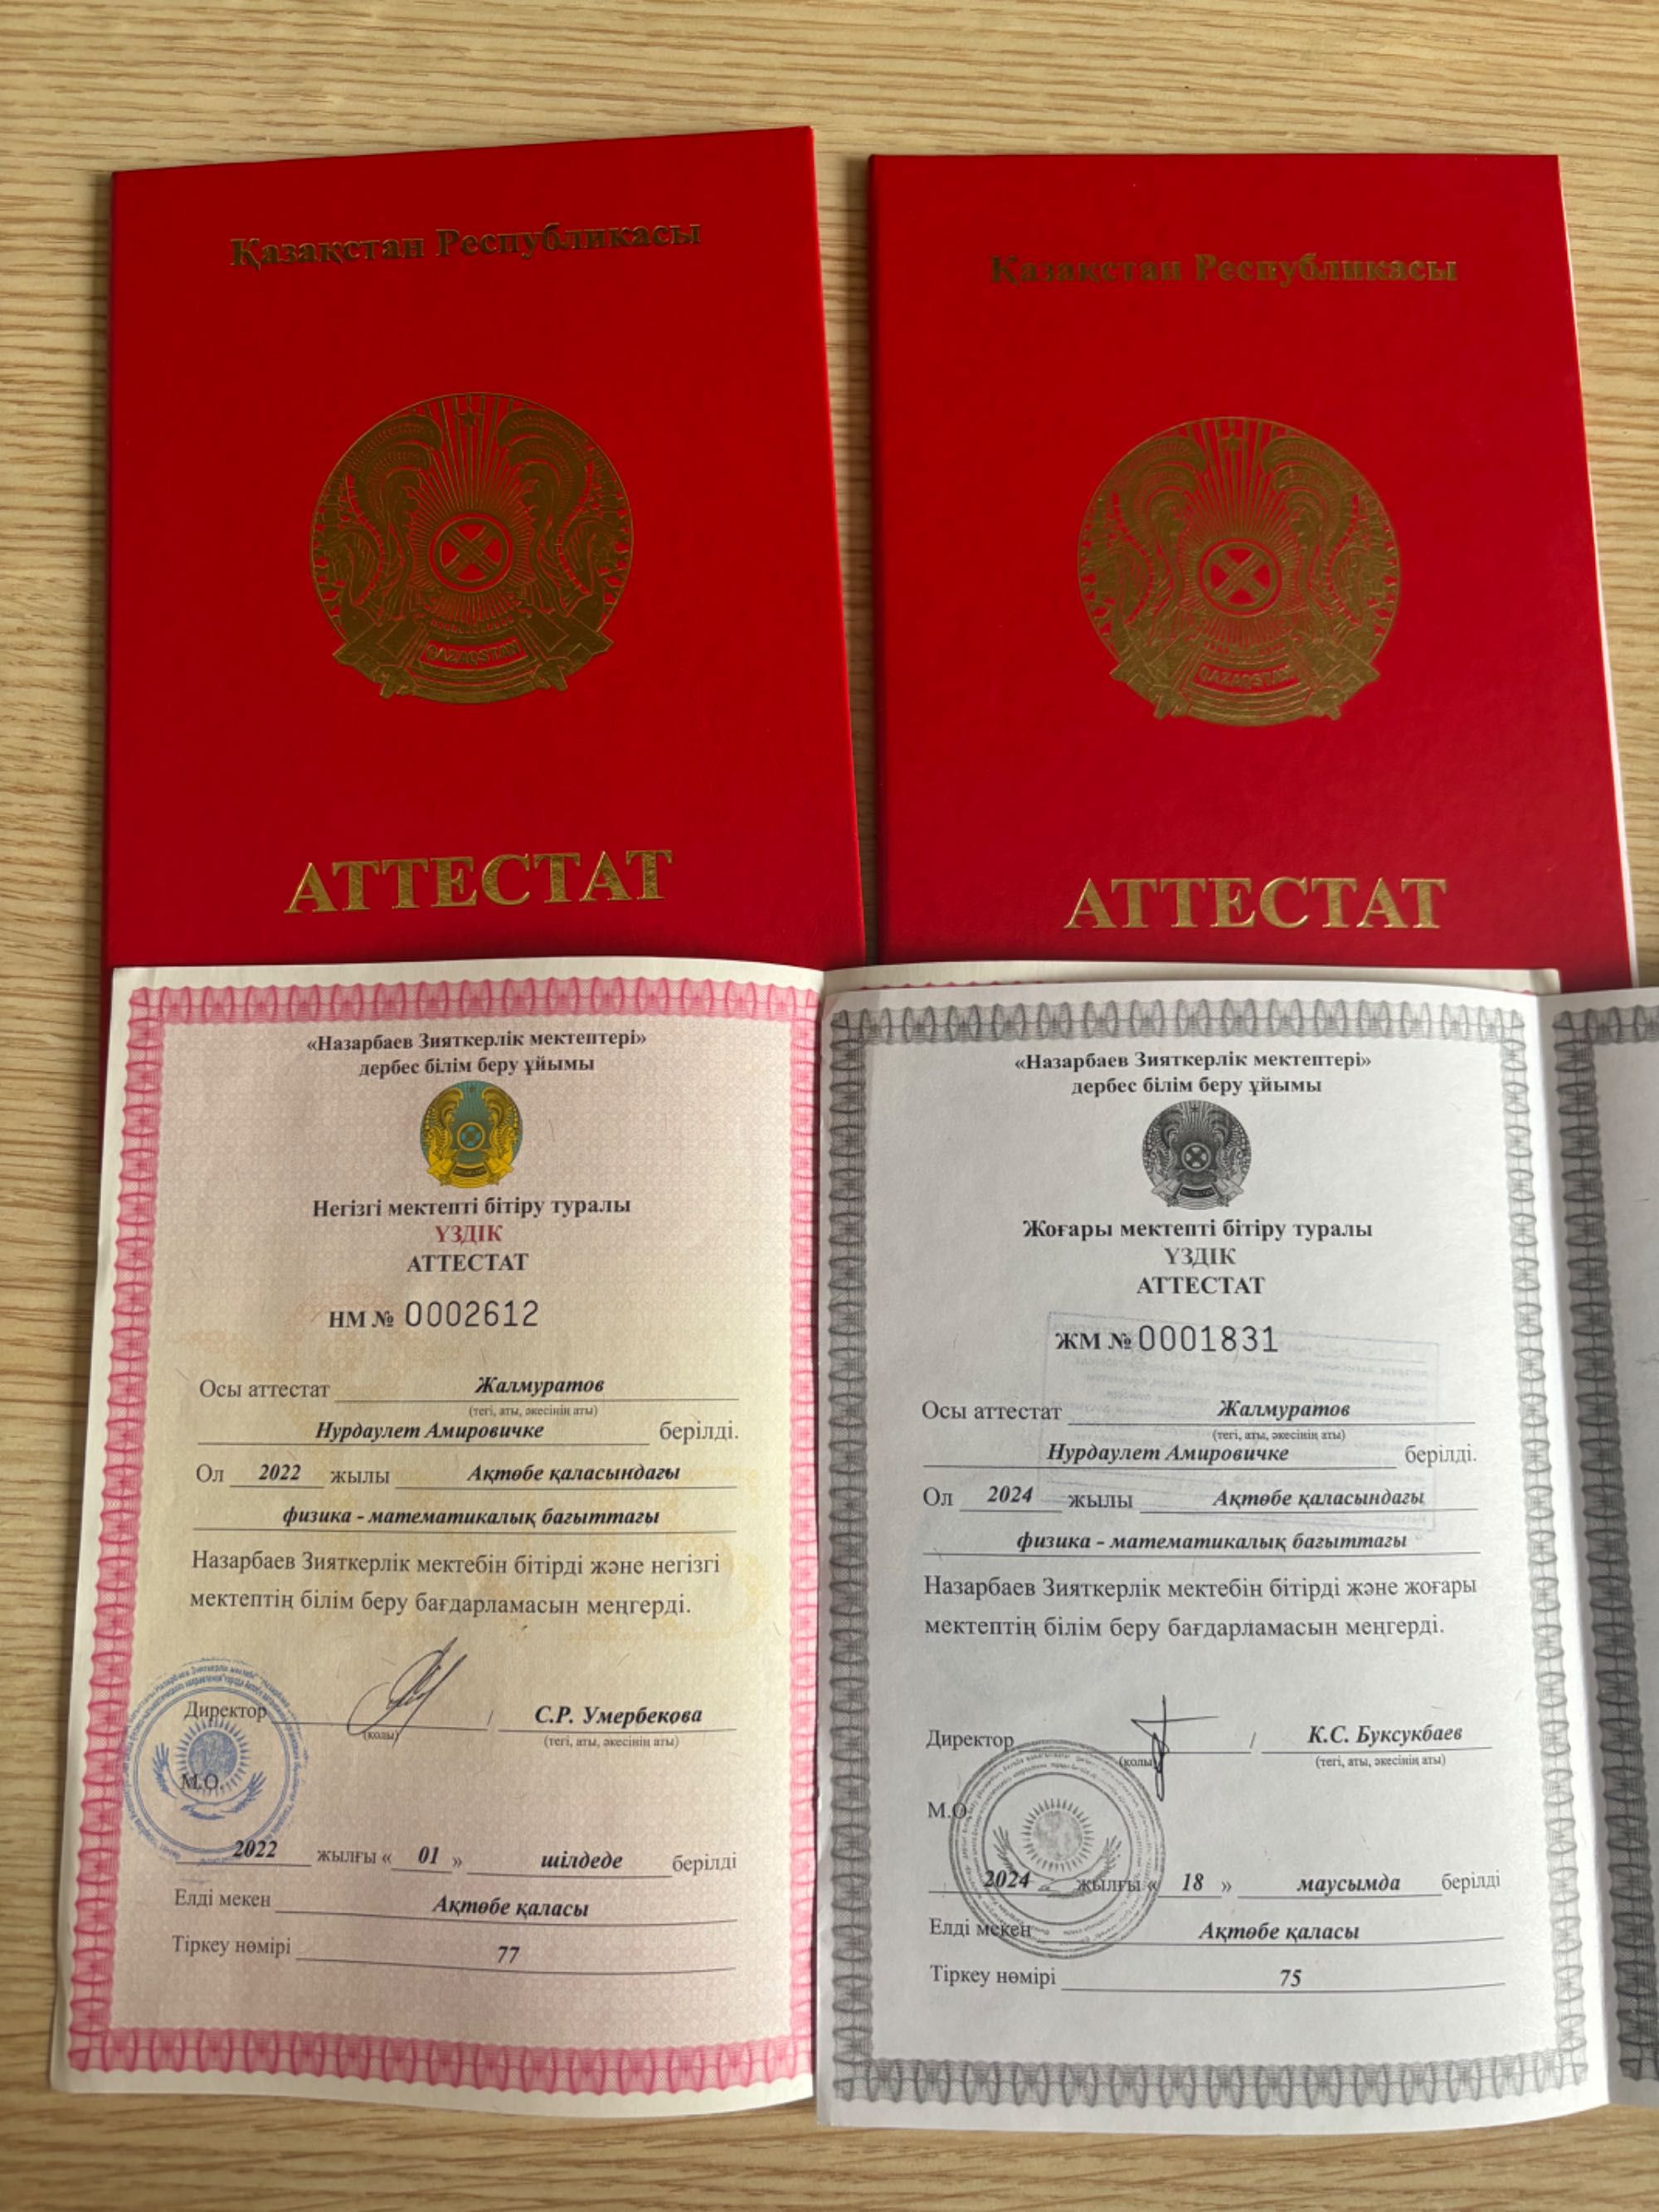 Қазақстан Республикасы
QAZAQSTAN
АТТЕСТАТ
Қазақстан Республикасы
QAZAQSTAN
АТТЕСТАТ
«Назарбаев Зияткерлік мектептері»
дербес білім беру ұйымы
Негізгі мектепті бітіру туралы
ҮЗДІК
АТТЕСТАТ
НМ № 0002612
Осы аттестат Жалмуратов
(тегі, аты, әкесінің аты)
Нурдаулет Амировичке берілді.
Ол 2022 жылы Ақтөбе қаласындағы
физика - математикалық бағыттағы
Назарбаев Зияткерлік мектебін бітірді және негізгі
мектептің білім беру бағдарламасын меңгерді.
Директор / С.Р. Умербекова
(қолы) (тегі, аты, әкесінің аты)
М.О.
2022 жылғы « 01 » шілдеде берілді
Елді мекен Ақтөбе қаласы
Тіркеу нөмірі 77
«Назарбаев Зияткерлік мектептері»
дербес білім беру ұйымы
Жоғары мектепті бітіру туралы
ҮЗДІК
АТТЕСТАТ
ЖМ № 0001831
Осы аттестат Жалмуратов
(тегі, аты, әкесінің аты)
Нурдаулет Амировичке берілді.
Ол 2024 жылы Ақтөбе қаласындағы
физика - математикалық бағыттағы
Назарбаев Зияткерлік мектебін бітірді және жоғары
мектептің білім беру бағдарламасын меңгерді.
Директор / К.С. Буксукбаев
(қолы) (тегі, аты, әкесінің аты)
М.О.
2024 жылғы « 18 » маусымда берілді
Елді мекен Ақтөбе қаласы
Тіркеу нөмірі 75